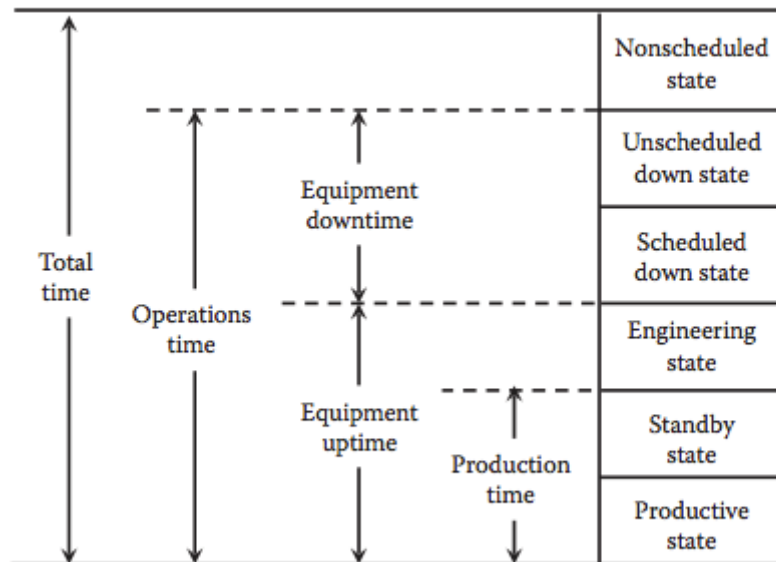 Nonscheduled
state
Unscheduled
down state
Equipment
downtime
Scheduled
down state
Total
time
Operations
time
Engineering
state
Equipment
uptime
Standby
state
Production
time
Productive
state